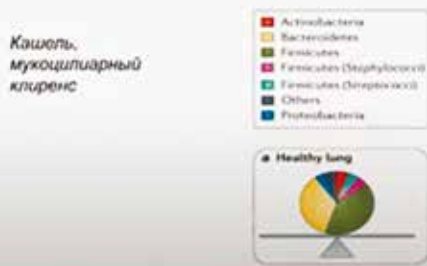 Кашель,
мукоцилиарный
клиренс
Actinobacteria
Bacteroidetes
Firmicutes
Firmicutes (Staphylococci)
Firmicutes (Streptococci)
Others
Proteobacteria
a Healthy lung